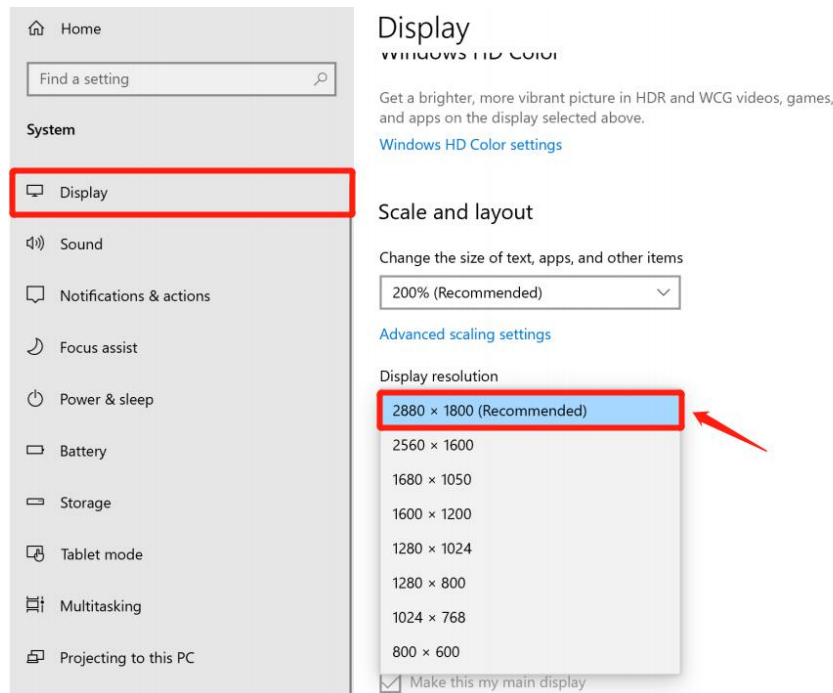 Home
Find a setting
System
Display
Sound
Notifications & actions
Focus assist
Power & sleep
Battery
Storage
Tablet mode
Multitasking
Projecting to this PC
Display
Windows HD Color
Get a brighter, more vibrant picture in HDR and WCG videos, games,
and apps on the display selected above.
Windows HD Color settings
Scale and layout
Change the size of text, apps, and other items
200% (Recommended)
Advanced scaling settings
Display resolution
2880 × 1800 (Recommended)
2560 × 1600
1680 × 1050
1600 × 1200
1280 × 1024
1280 × 800
1024 × 768
800 × 600
Make this my main display